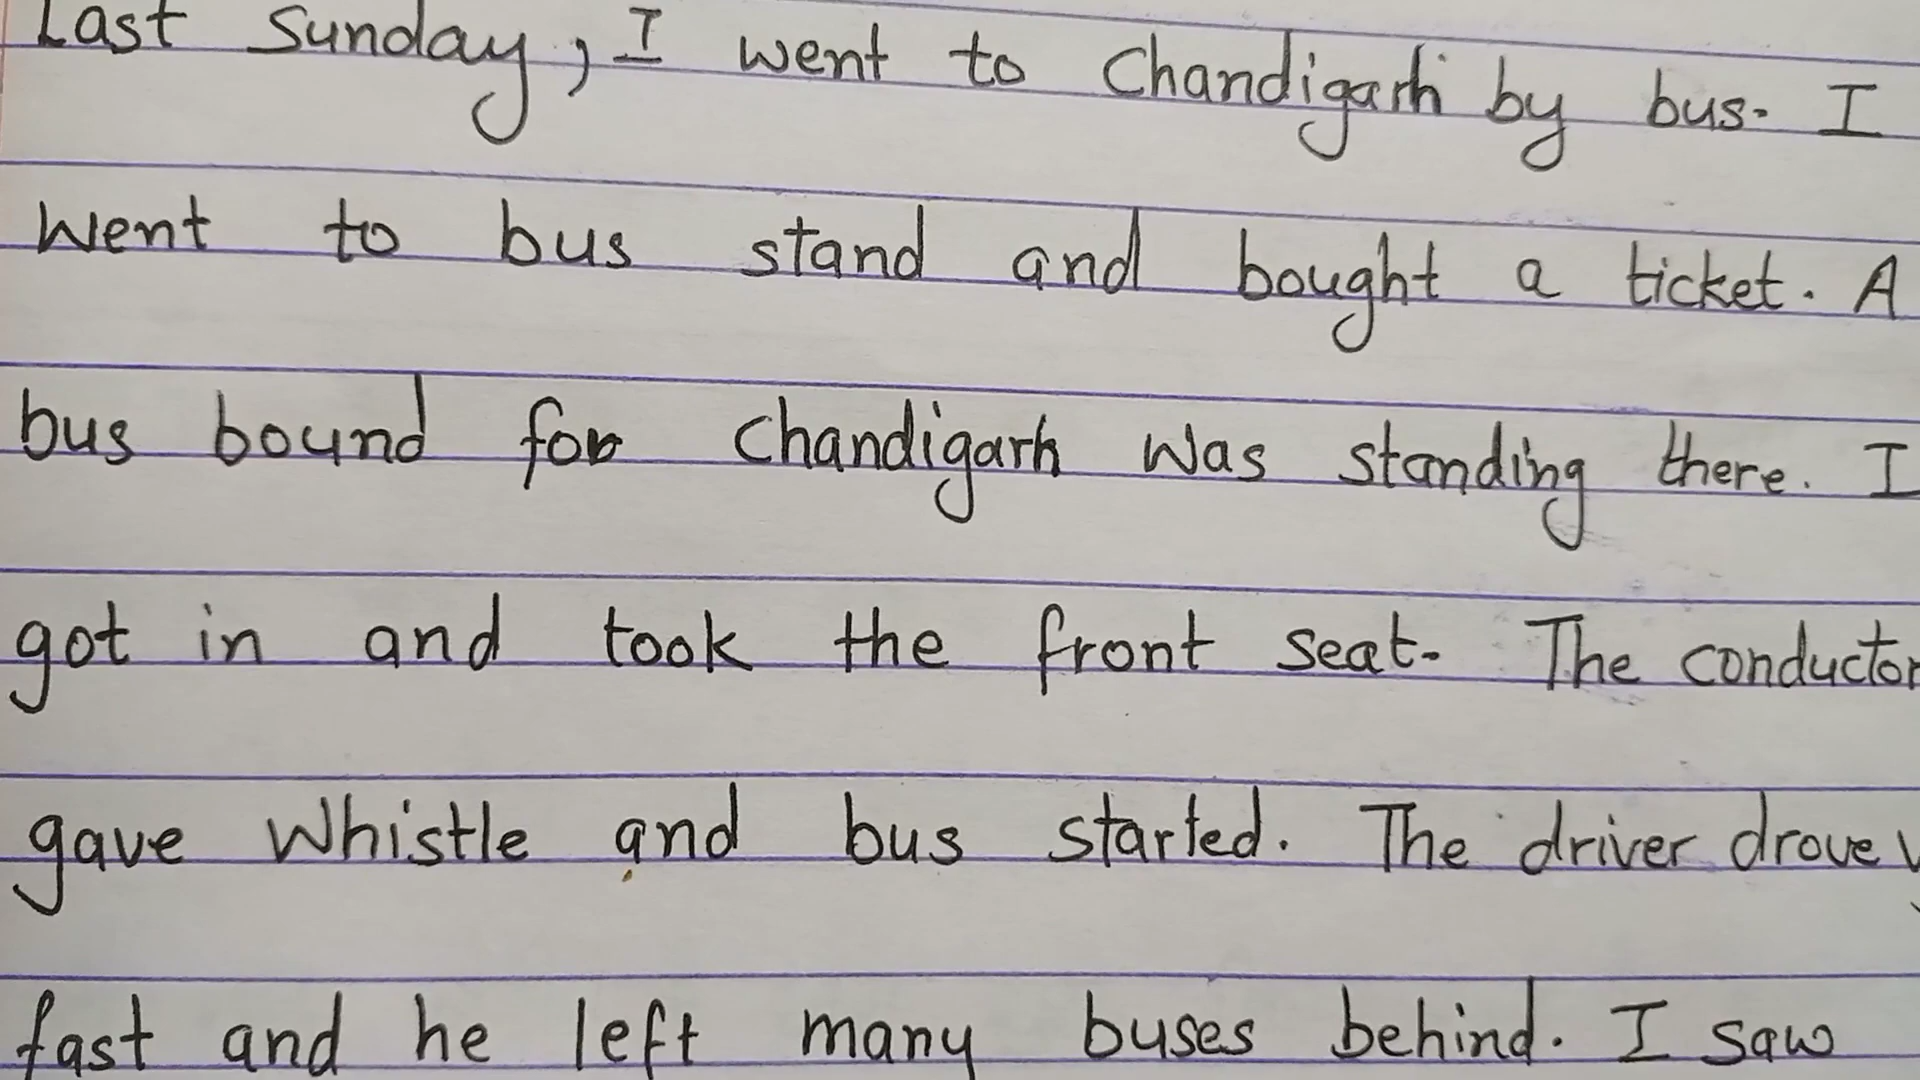 Last Sunday, I went to Chandigarh by bus. I
went to bus stand and bought a ticket. A
bus bound for Chandigarh was standing there. I
got in and took the front seat. The conductor
gave whistle and bus started. The driver drove
fast and he left many buses behind. I saw